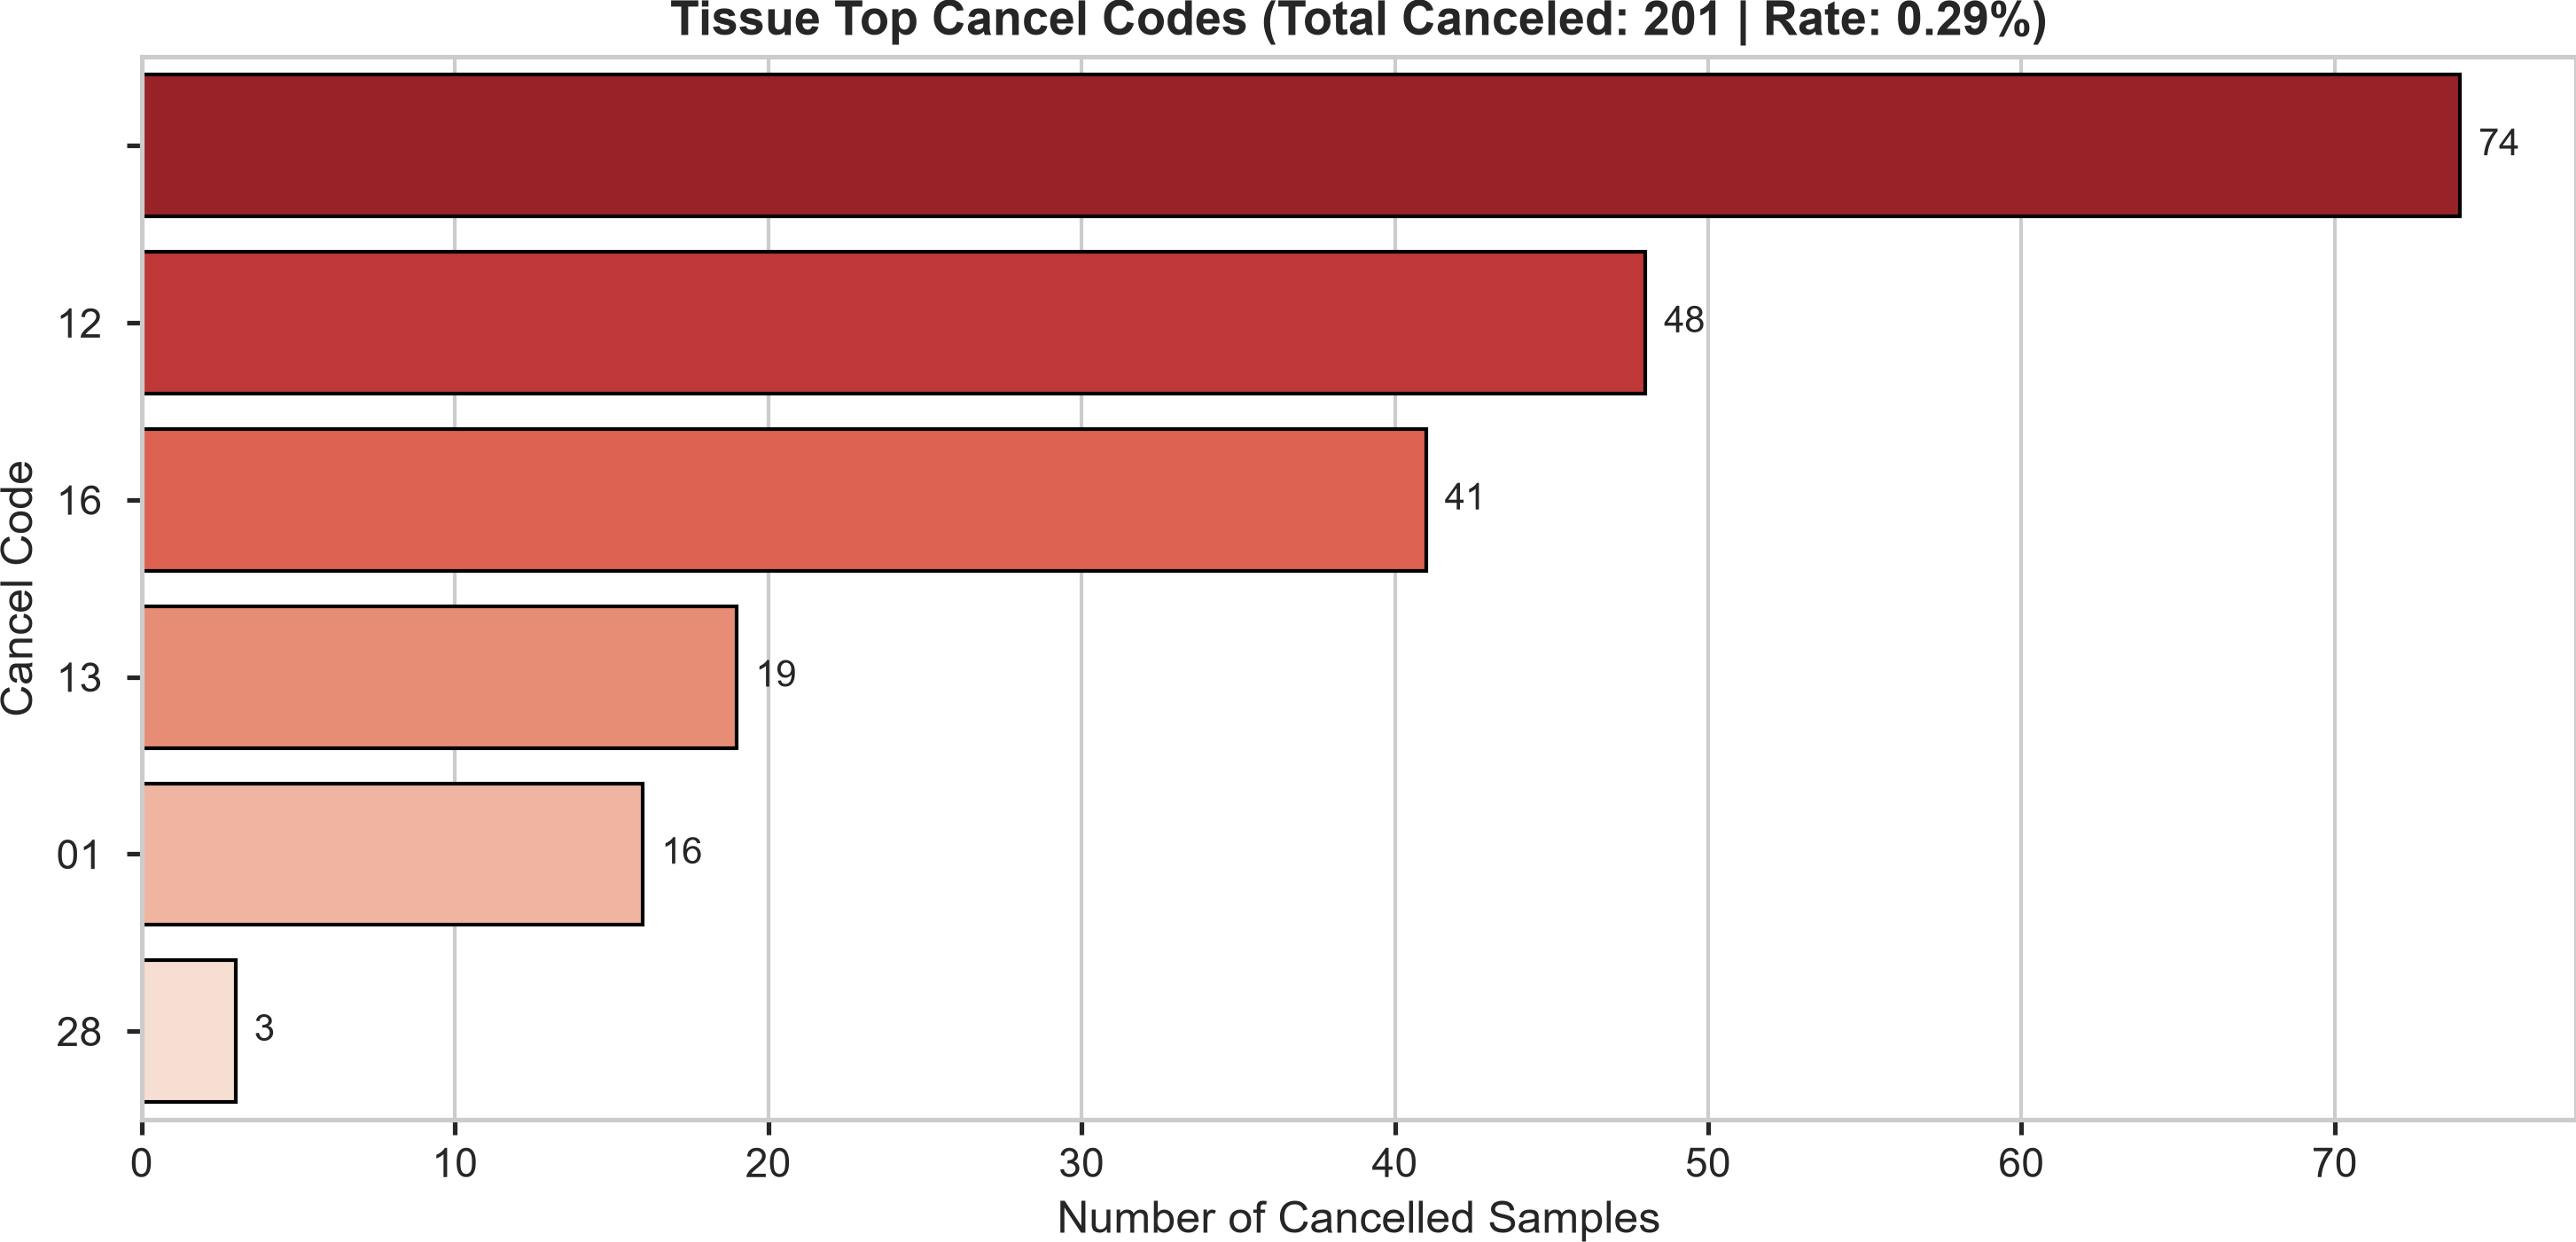 Tissue Top Cancel Codes (Total Canceled: 201 | Rate: 0.29%)
74
12
48
16
41
Cancel Code
13
19
01
16
28
3
0 10 20 30 40 50 60 70
Number of Cancelled Samples